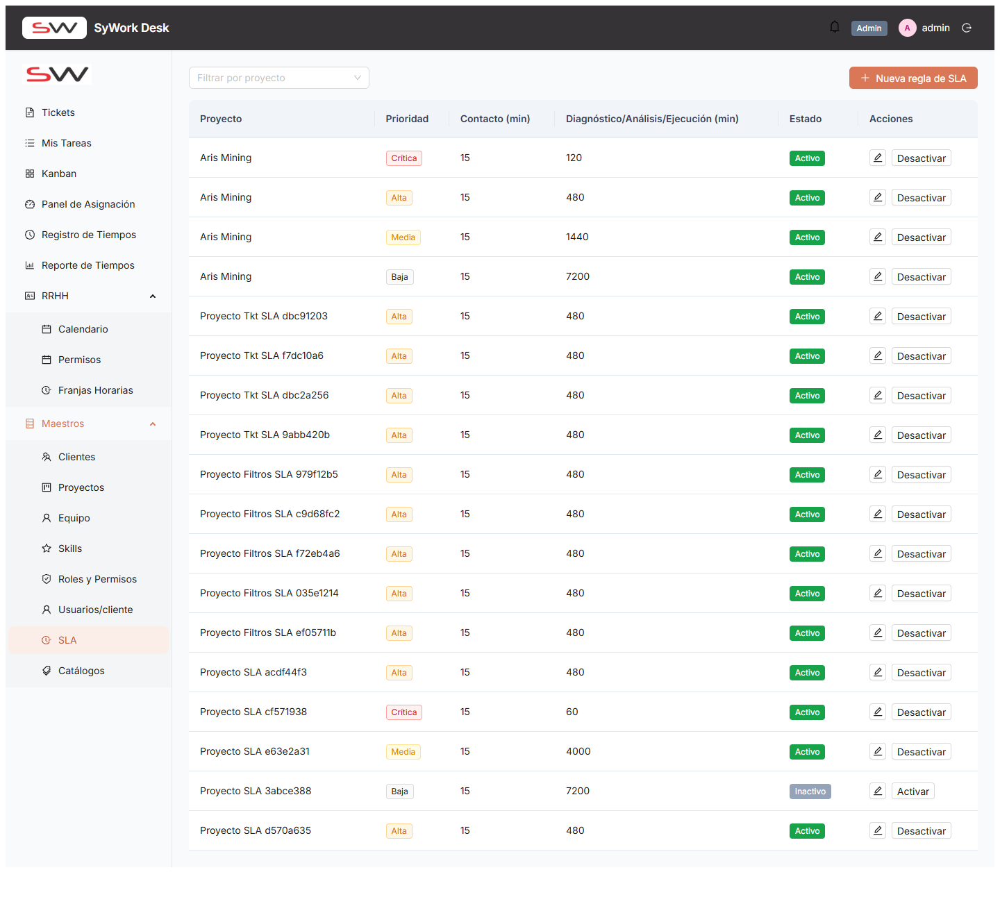 SW SyWork Desk Admin A admin
SW
Tickets
Mis Tareas
Kanban
Panel de Asignación
Registro de Tiempos
Reporte de Tiempos
RRHH
Calendario
Permisos
Franjas Horarias
Maestros
Clientes
Proyectos
Equipo
Skills
Roles y Permisos
Usuarios/cliente
SLA
Catálogos
Filtrar por proyecto
+ Nueva regla de SLA
Proyecto Prioridad Contacto (min) Diagnóstico/Análisis/Ejecución (min) Estado Acciones
Aris Mining Crítica 15 120 Activo Desactivar
Aris Mining Alta 15 480 Activo Desactivar
Aris Mining Media 15 1440 Activo Desactivar
Aris Mining Baja 15 7200 Activo Desactivar
Proyecto Tkt SLA dbc91203 Alta 15 480 Activo Desactivar
Proyecto Tkt SLA f7dc10a6 Alta 15 480 Activo Desactivar
Proyecto Tkt SLA dbc2a256 Alta 15 480 Activo Desactivar
Proyecto Tkt SLA 9abb420b Alta 15 480 Activo Desactivar
Proyecto Filtros SLA 979f12b5 Alta 15 480 Activo Desactivar
Proyecto Filtros SLA c9d68fc2 Alta 15 480 Activo Desactivar
Proyecto Filtros SLA f72eb4a6 Alta 15 480 Activo Desactivar
Proyecto Filtros SLA 035e1214 Alta 15 480 Activo Desactivar
Proyecto Filtros SLA ef05711b Alta 15 480 Activo Desactivar
Proyecto SLA acdf44f3 Alta 15 480 Activo Desactivar
Proyecto SLA cf571938 Crítica 15 60 Activo Desactivar
Proyecto SLA e63e2a31 Media 15 4000 Activo Desactivar
Proyecto SLA 3abce388 Baja 15 7200 Inactivo Activar
Proyecto SLA d570a635 Alta 15 480 Activo Desactivar